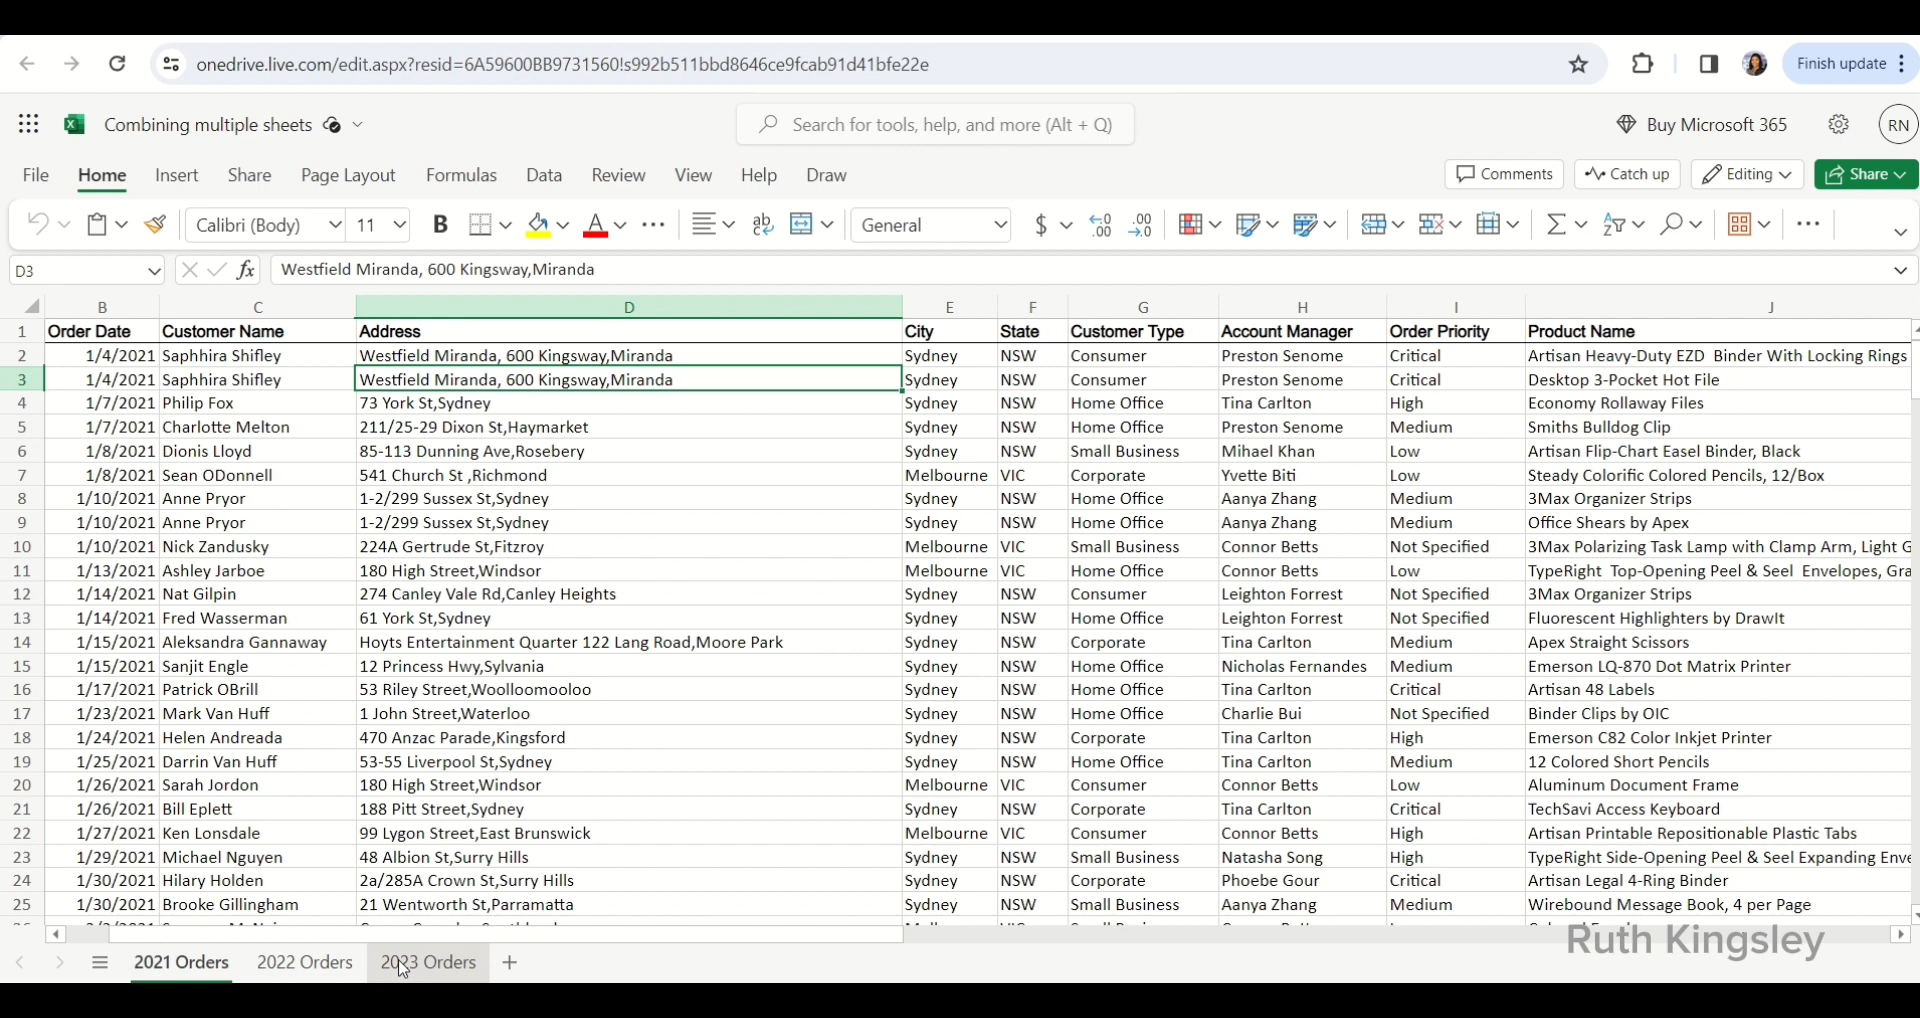 onedrive.live.com/edit.aspx?resid=6A59600BB9731560!s992b511bbd8646ce9fcab91d41bfe22e
Finish update
Combining multiple sheets
Search for tools, help, and more (Alt + Q)
Buy Microsoft 365
RN
File Home Insert Share Page Layout Formulas Data Review View Help Draw
Comments Catch up Editing Share
Calibri (Body) 11 B A ab General $ .00
D3 fx Westfield Miranda, 600 Kingsway,Miranda
B C D E F G H I J
1 Order Date Customer Name Address City State Customer Type Account Manager Order Priority Product Name
2 1/4/2021 Saphhira Shifley Westfield Miranda, 600 Kingsway,Miranda Sydney NSW Consumer Preston Senome Critical Artisan Heavy-Duty EZD Binder With Locking Rings
3 1/4/2021 Saphhira Shifley Westfield Miranda, 600 Kingsway,Miranda Sydney NSW Consumer Preston Senome Critical Desktop 3-Pocket Hot File
4 1/7/2021 Philip Fox 73 York St,Sydney Sydney NSW Home Office Tina Carlton High Economy Rollaway Files
5 1/7/2021 Charlotte Melton 211/25-29 Dixon St,Haymarket Sydney NSW Home Office Preston Senome Medium Smiths Bulldog Clip
6 1/8/2021 Dionis Lloyd 85-113 Dunning Ave,Rosebery Sydney NSW Small Business Mihael Khan Low Artisan Flip-Chart Easel Binder, Black
7 1/8/2021 Sean ODonnell 541 Church St ,Richmond Melbourne VIC Corporate Yvette Biti Low Steady Colorific Colored Pencils, 12/Box
8 1/10/2021 Anne Pryor 1-2/299 Sussex St,Sydney Sydney NSW Home Office Aanya Zhang Medium 3Max Organizer Strips
9 1/10/2021 Anne Pryor 1-2/299 Sussex St,Sydney Sydney NSW Home Office Aanya Zhang Medium Office Shears by Apex
10 1/10/2021 Nick Zandusky 224A Gertrude St,Fitzroy Melbourne VIC Small Business Connor Betts Not Specified 3Max Polarizing Task Lamp with Clamp Arm, Light G
11 1/13/2021 Ashley Jarboe 180 High Street,Windsor Melbourne VIC Home Office Connor Betts Low TypeRight Top-Opening Peel & Seel Envelopes, Gra
12 1/14/2021 Nat Gilpin 274 Canley Vale Rd,Canley Heights Sydney NSW Consumer Leighton Forrest Not Specified 3Max Organizer Strips
13 1/14/2021 Fred Wasserman 61 York St,Sydney Sydney NSW Home Office Leighton Forrest Not Specified Fluorescent Highlighters by DrawIt
14 1/15/2021 Aleksandra Gannaway Hoyts Entertainment Quarter 122 Lang Road,Moore Park Sydney NSW Corporate Tina Carlton Medium Apex Straight Scissors
15 1/15/2021 Sanjit Engle 12 Princess Hwy,Sylvania Sydney NSW Home Office Nicholas Fernandes Medium Emerson LQ-870 Dot Matrix Printer
16 1/17/2021 Patrick OBrill 53 Riley Street,Woolloomooloo Sydney NSW Home Office Tina Carlton Critical Artisan 48 Labels
17 1/23/2021 Mark Van Huff 1 John Street,Waterloo Sydney NSW Home Office Charlie Bui Not Specified Binder Clips by OIC
18 1/24/2021 Helen Andreada 470 Anzac Parade,Kingsford Sydney NSW Corporate Tina Carlton High Emerson C82 Color Inkjet Printer
19 1/25/2021 Darrin Van Huff 53-55 Liverpool St,Sydney Sydney NSW Home Office Tina Carlton Medium 12 Colored Short Pencils
20 1/26/2021 Sarah Jordon 180 High Street,Windsor Melbourne VIC Consumer Connor Betts Low Aluminum Document Frame
21 1/26/2021 Bill Eplett 188 Pitt Street,Sydney Sydney NSW Corporate Tina Carlton Critical TechSavi Access Keyboard
22 1/27/2021 Ken Lonsdale 99 Lygon Street,East Brunswick Melbourne VIC Consumer Connor Betts High Artisan Printable Repositionable Plastic Tabs
23 1/29/2021 Michael Nguyen 48 Albion St,Surry Hills Sydney NSW Small Business Natasha Song High TypeRight Side-Opening Peel & Seel Expanding Enve
24 1/30/2021 Hilary Holden 2a/285A Crown St,Surry Hills Sydney NSW Corporate Phoebe Gour Critical Artisan Legal 4-Ring Binder
25 1/30/2021 Brooke Gillingham 21 Wentworth St,Parramatta Sydney NSW Small Business Aanya Zhang Medium Wirebound Message Book, 4 per Page
Ruth Kingsley
2021 Orders 2022 Orders 2023 Orders